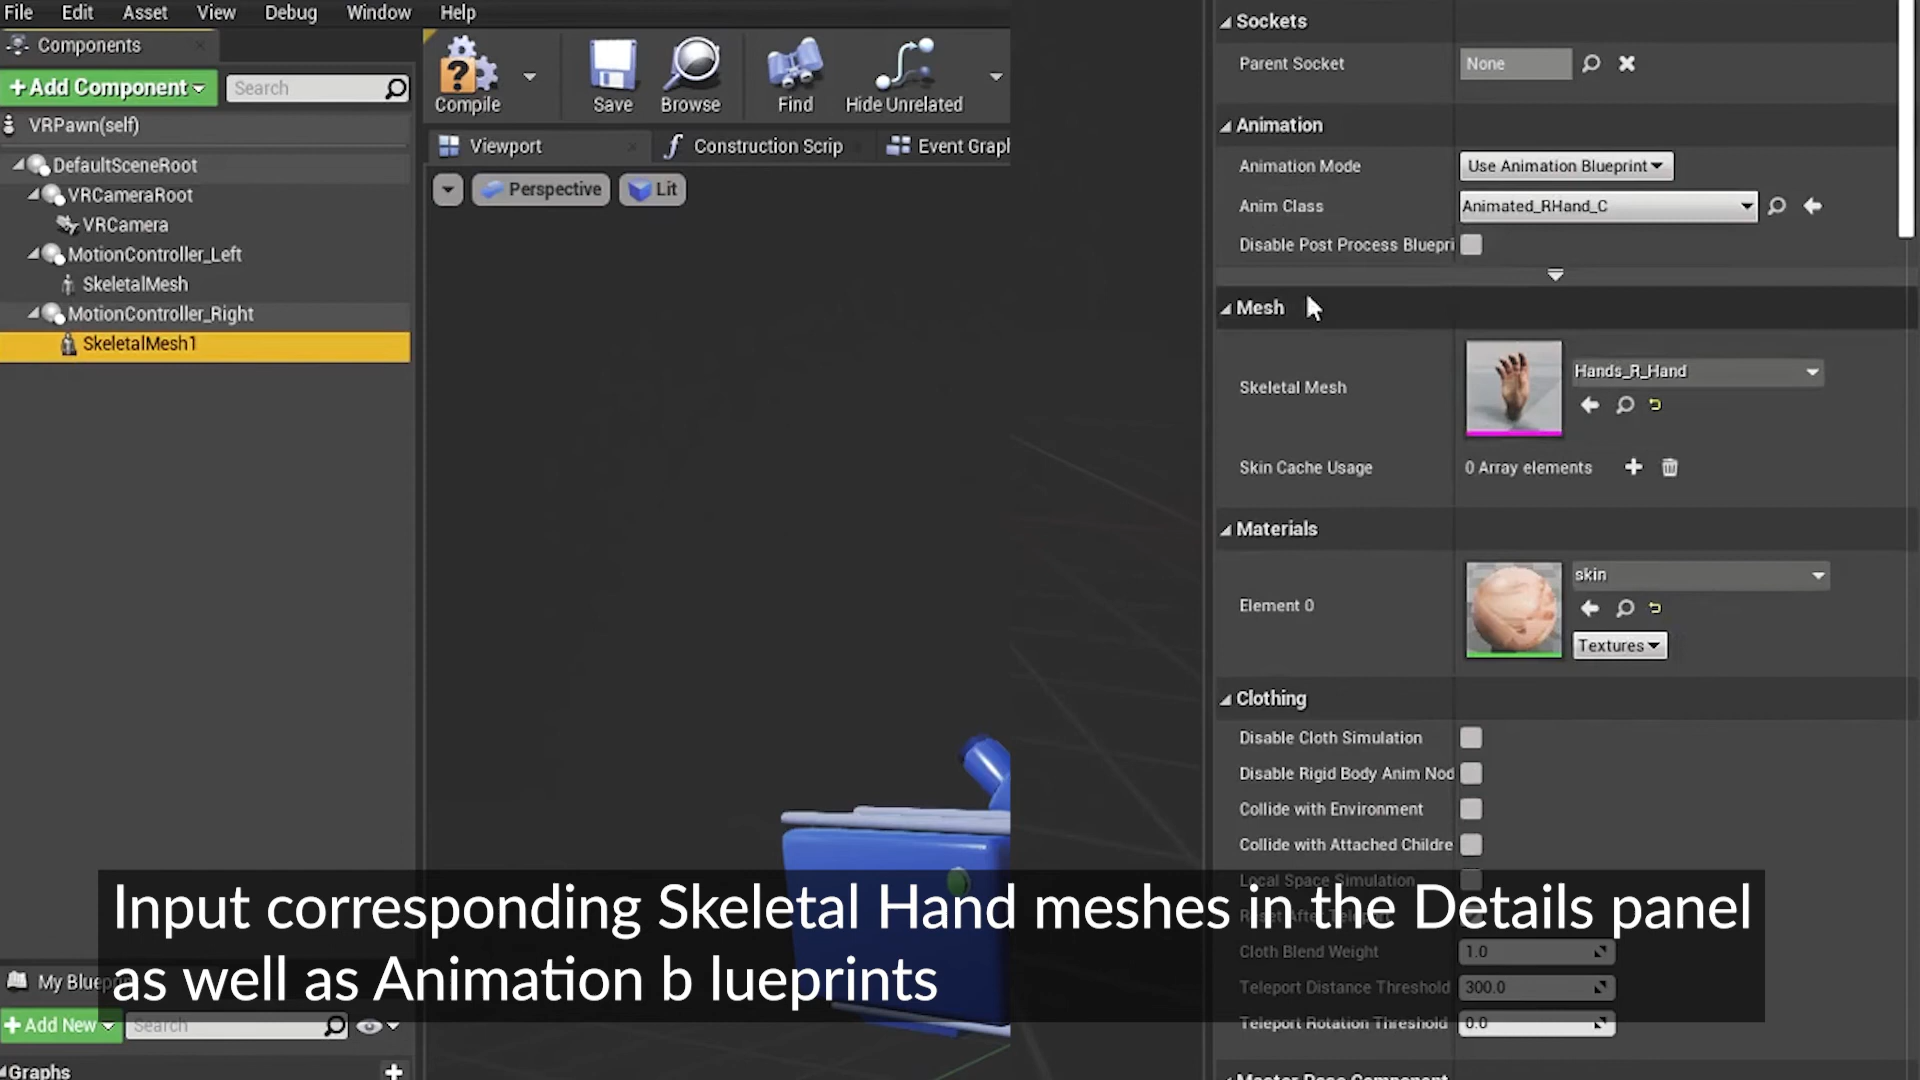 File Edit Asset View Debug Window Help
Components
+Add Component
Search
VRPawn(self)
DefaultSceneRoot
VRCameraRoot
VRCamera
MotionController_Left
SkeletalMesh
MotionController_Right
SkeletalMesh1
Compile Save Browse Find Hide Unrelated
Viewport Construction Scrip Event Graph
Perspective Lit
Sockets
Parent Socket None
Animation
Animation Mode Use Animation Blueprint
Anim Class Animated_RHand_C
Disable Post Process Bluepri
Mesh
Skeletal Mesh Hands_R_Hand
Skin Cache Usage 0 Array elements
Materials
Element 0 skin
Textures
Clothing
Disable Cloth Simulation
Disable Rigid Body Anim Nod
Collide with Environment
Collide with Attached Childre
Local Space Simulation
Reset After Teleport
Cloth Blend Weight 1.0
Teleport Distance Threshold 300.0
Teleport Rotation Threshold 0.0
Input corresponding Skeletal Hand meshes in the Details panel
as well as Animation b lueprints
My Bluep
+Add New Search
Graphs